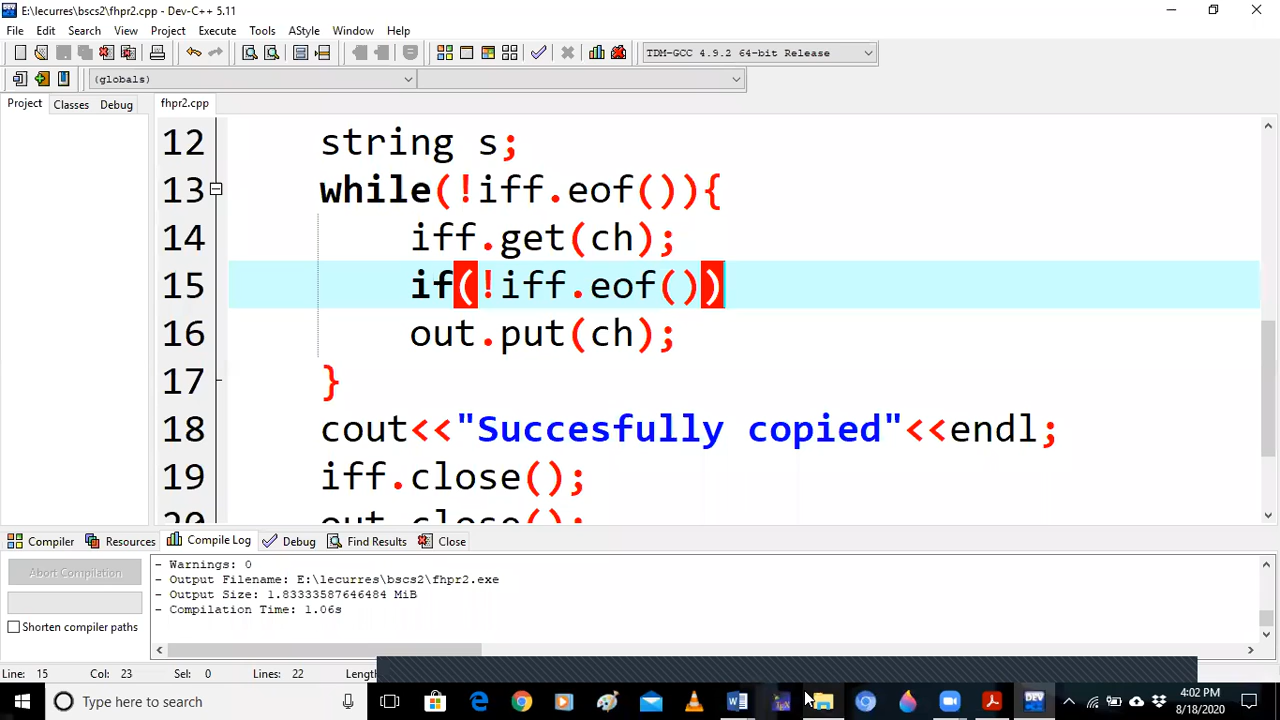 E:\lecurres\bscs2\fhpr2.cpp - Dev-C++ 5.11
File Edit Search View Project Execute Tools AStyle Window Help
TDM-GCC 4.9.2 64-bit Release
(globals)
Project Classes Debug fhpr2.cpp
12 string s;
13 while(!iff.eof()){
14 iff.get(ch);
15 if(!iff.eof())
16 out.put(ch);
17 }
18 cout<<"Succesfully copied"<<endl;
19 iff.close();
20 out.close();
Compiler Resources Compile Log Debug Find Results Close
Abort Compilation
Shorten compiler paths
- Warnings: 0
- Output Filename: E:\lecurres\bscs2\fhpr2.exe
- Output Size: 1.83333587646484 MiB
- Compilation Time: 1.06s
Line: 15 Col: 23 Sel: 0 Lines: 22
Type here to search
DEV
4:02 PM
8/18/2020